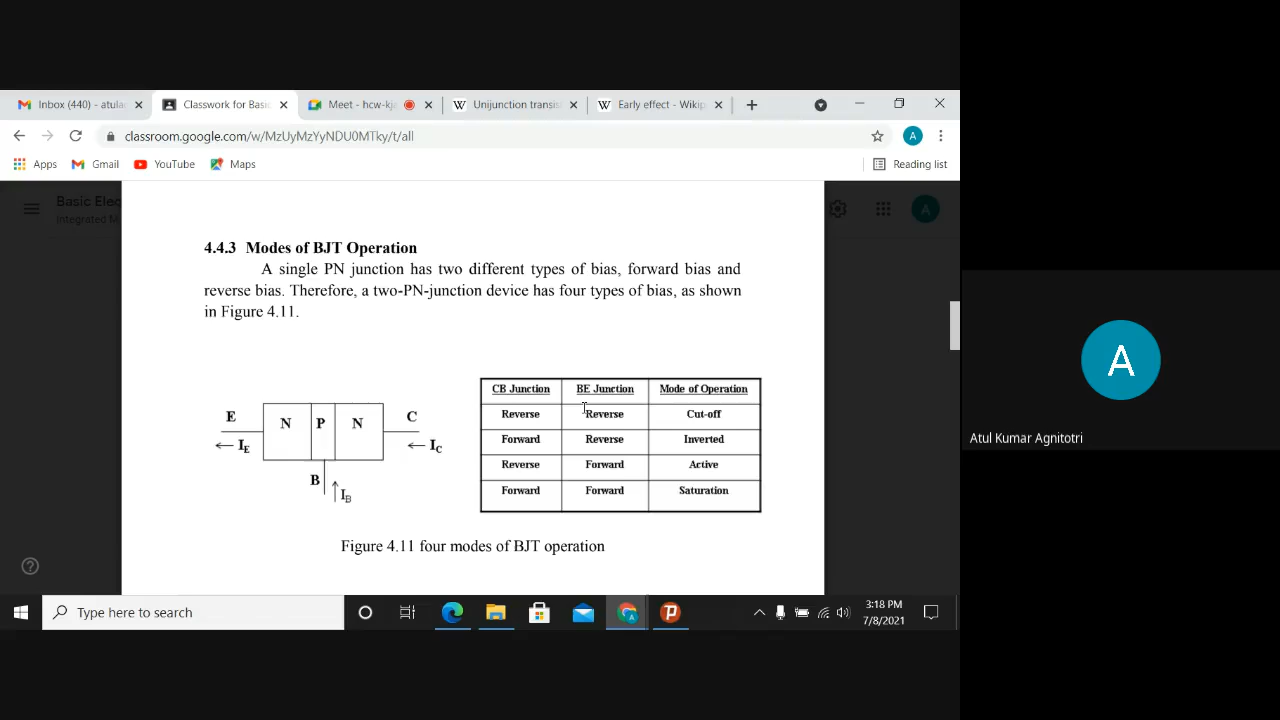 Inbox (440) - atula
Classwork for Basic
Meet - hcw-kj
Unijunction transis
Early effect - Wikip
classroom.google.com/w/MzUyMzYyNDU0MTky/t/all
Apps
Gmail
YouTube
Maps
Reading list
Basic Elec
Integrated M
A
4.4.3 Modes of BJT Operation
A single PN junction has two different types of bias, forward bias and
reverse bias. Therefore, a two-PN-junction device has four types of bias, as shown
in Figure 4.11.
E N P N C
← IE ← IC
B ↑ IB
CB Junction BE Junction Mode of Operation
Reverse Reverse Cut-off
Forward Reverse Inverted
Reverse Forward Active
Forward Forward Saturation
Figure 4.11 four modes of BJT operation
Type here to search
3:18 PM
7/8/2021
A
Atul Kumar Agnitotri